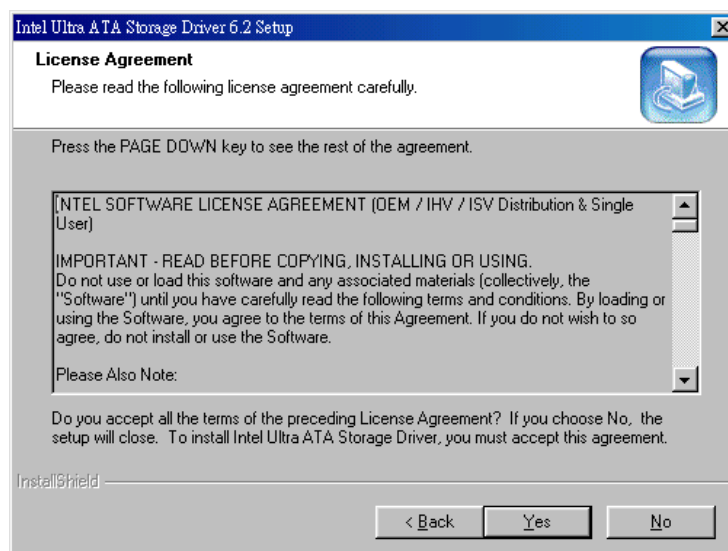 Intel Ultra ATA Storage Driver 6.2 Setup
License Agreement
Please read the following license agreement carefully.
Press the PAGE DOWN key to see the rest of the agreement.
INTEL SOFTWARE LICENSE AGREEMENT (OEM / IHV / ISV Distribution & Single
User)
IMPORTANT - READ BEFORE COPYING, INSTALLING OR USING.
Do not use or load this software and any associated materials (collectively, the
"Software") until you have carefully read the following terms and conditions. By loading or
using the Software, you agree to the terms of this Agreement. If you do not wish to so
agree, do not install or use the Software.
Please Also Note:
Do you accept all the terms of the preceding License Agreement? If you choose No, the
setup will close. To install Intel Ultra ATA Storage Driver, you must accept this agreement.
InstallShield
< Back
Yes
No